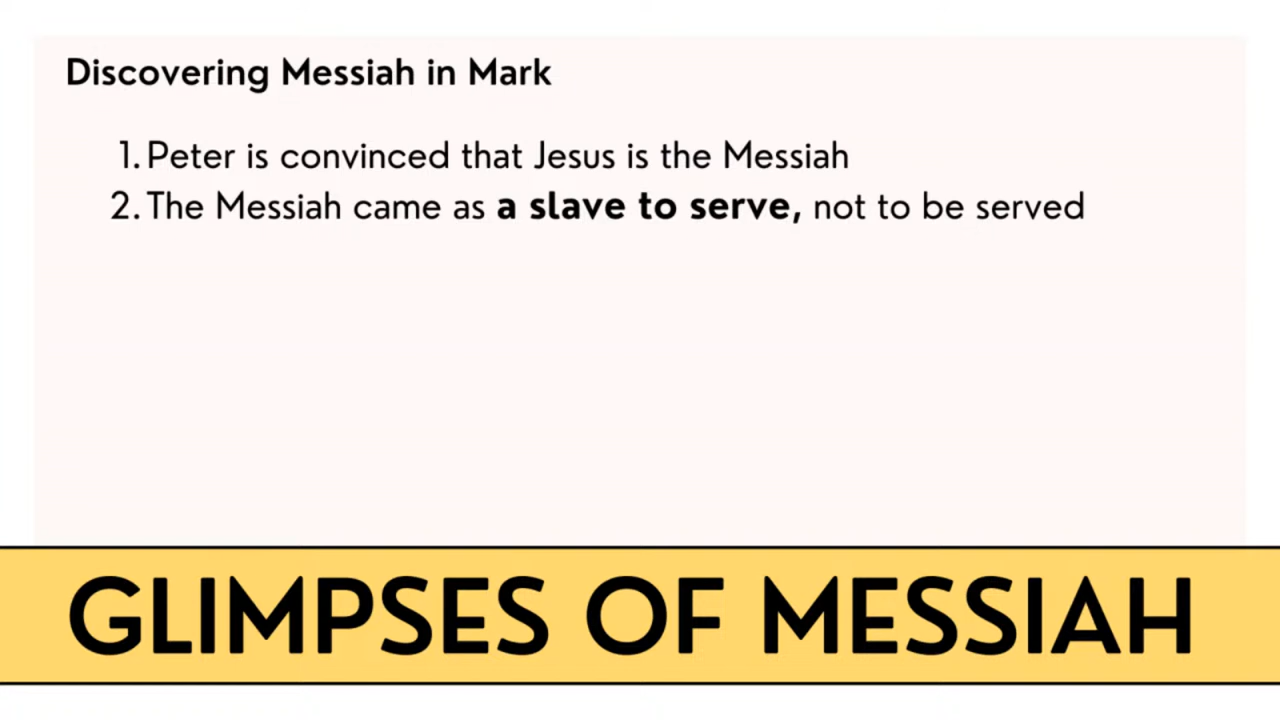 Discovering Messiah in Mark
1. Peter is convinced that Jesus is the Messiah
2. The Messiah came as a slave to serve, not to be served
GLIMPSES OF MESSIAH